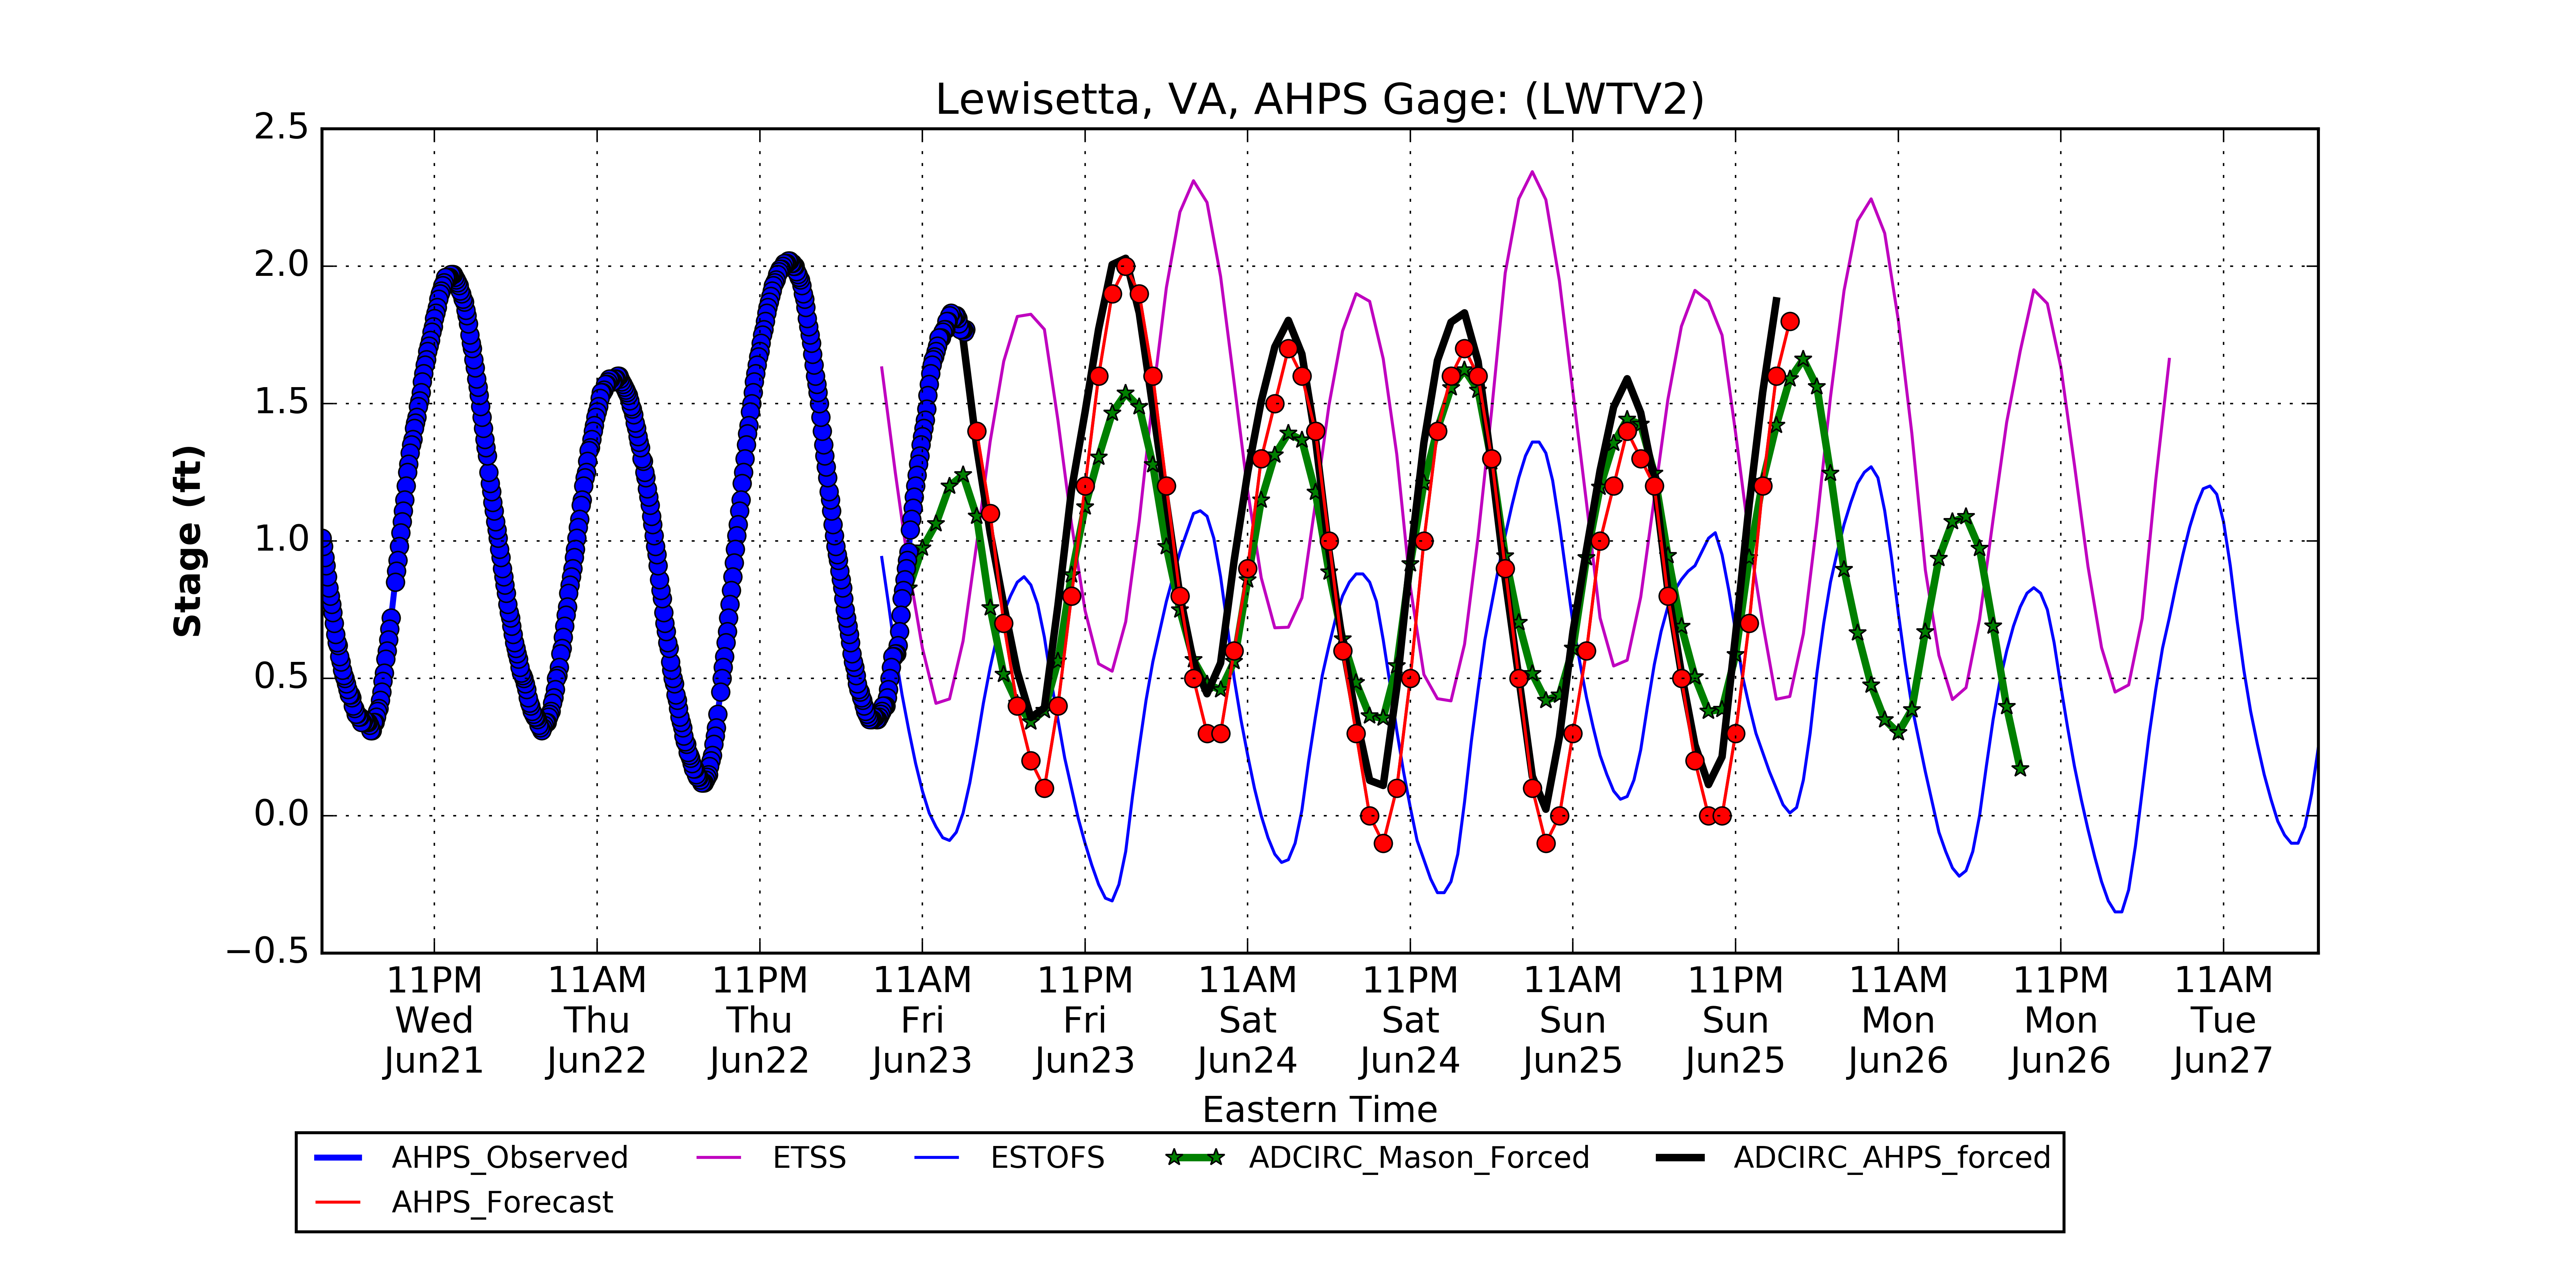 Lewisetta, VA, AHPS Gage: (LWTV2)
2.5
2.0
1.5
1.0
0.5
0.0
−0.5
Stage (ft)
11PM 11AM 11PM 11AM 11PM 11AM 11PM 11AM 11PM 11AM 11PM 11AM
Wed Thu Thu Fri Fri Sat Sat Sun Sun Mon Mon Tue
Jun21 Jun22 Jun22 Jun23 Jun23 Jun24 Jun24 Jun25 Jun25 Jun26 Jun26 Jun27
Eastern Time
AHPS_Observed ETSS ESTOFS ADCIRC_Mason_Forced ADCIRC_AHPS_forced
AHPS_Forecast